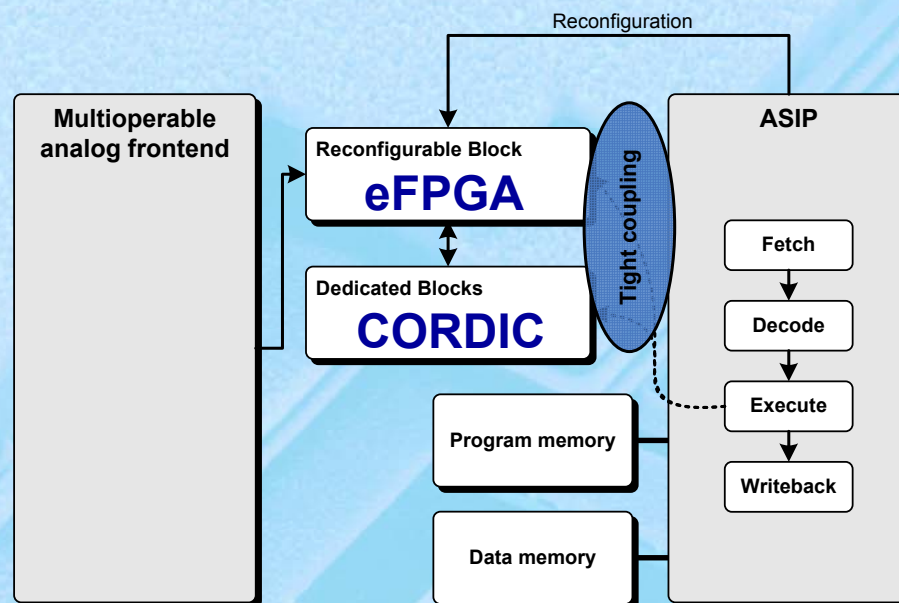 Reconfiguration
Multioperable
analog frontend
Reconfigurable Block
eFPGA
Dedicated Blocks
CORDIC
Tight coupling
ASIP
Fetch
Decode
Execute
Writeback
Program memory
Data memory